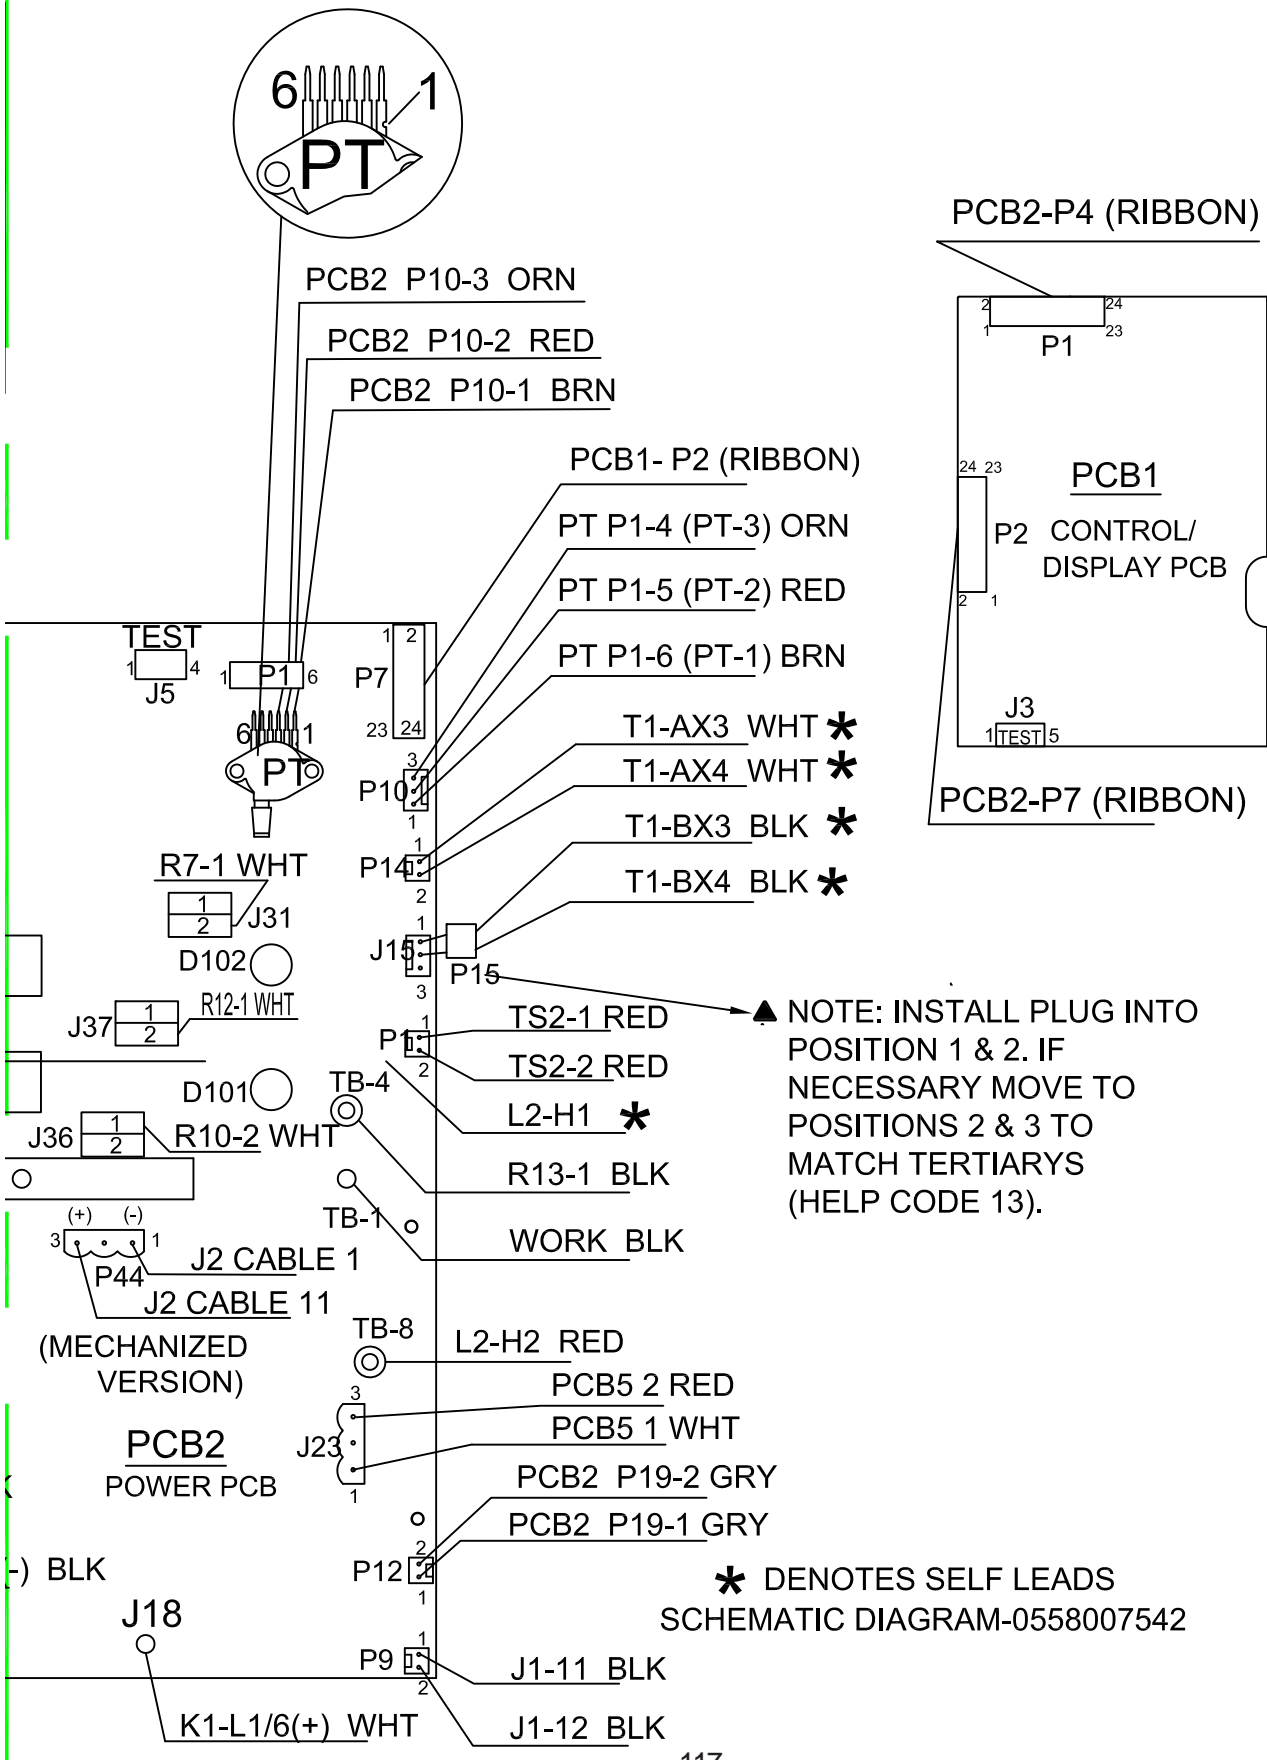 6
1
PT
PCB2-P4 (RIBBON)
PCB2 P10-3 ORN
2
24
1
23
P1
PCB2 P10-2 RED
PCB2 P10-1 BRN
PCB1- P2 (RIBBON)
24 23
PCB1
PT P1-4 (PT-3) ORN
P2
CONTROL/
DISPLAY PCB
PT P1-5 (PT-2) RED
2
1
TEST
1
4
J5
1
P1
6
1 2
P7
23 24
PT P1-6 (PT-1) BRN
J3
1
TEST
5
6
1
PT
T1-AX3 WHT *
3
P10
1
T1-AX4 WHT *
PCB2-P7 (RIBBON)
T1-BX3 BLK *
R7-1 WHT
1
P14
2
T1-BX4 BLK *
1
2
J31
1
J15
3
P15
D102
R12-1 WHT
J37
1
2
TS2-1 RED
▲ NOTE: INSTALL PLUG INTO
POSITION 1 & 2. IF
NECESSARY MOVE TO
POSITIONS 2 & 3 TO
MATCH TERTIARYS
(HELP CODE 13).
P1
1
2
TS2-2 RED
D101
TB-4
L2-H1 *
J36
1
2
R10-2 WHT
R13-1 BLK
(+)
(-)
3
1
P44
TB-1
WORK BLK
J2 CABLE 1
J2 CABLE 11
(MECHANIZED
VERSION)
TB-8
L2-H2 RED
PCB5 2 RED
3
J23
1
PCB5 1 WHT
PCB2
POWER PCB
PCB2 P19-2 GRY
PCB2 P19-1 GRY
2
P12
1
-) BLK
* DENOTES SELF LEADS
SCHEMATIC DIAGRAM-0558007542
J18
1
P9
2
J1-11 BLK
K1-L1/6(+) WHT
J1-12 BLK